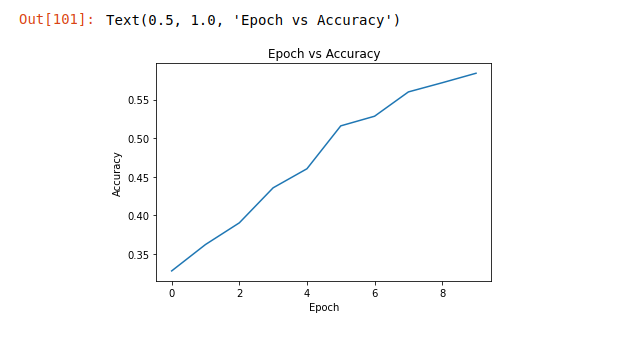 Out[101]: Text(0.5, 1.0, 'Epoch vs Accuracy')
Epoch vs Accuracy
0.55
0.50
0.45
0.40
0.35
Accuracy
0 2 4 6 8
Epoch